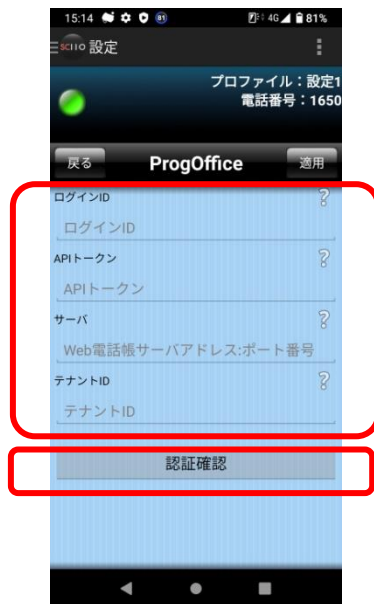 15:14 81 4G 81%
SCIIO 設定
プロファイル：設定1
電話番号：1650
戻る ProgOffice 適用
ログインID ?
ログインID
APIトークン ?
APIトークン
サーバ ?
Web電話帳サーバアドレス:ポート番号
テナントID ?
テナントID
認証確認